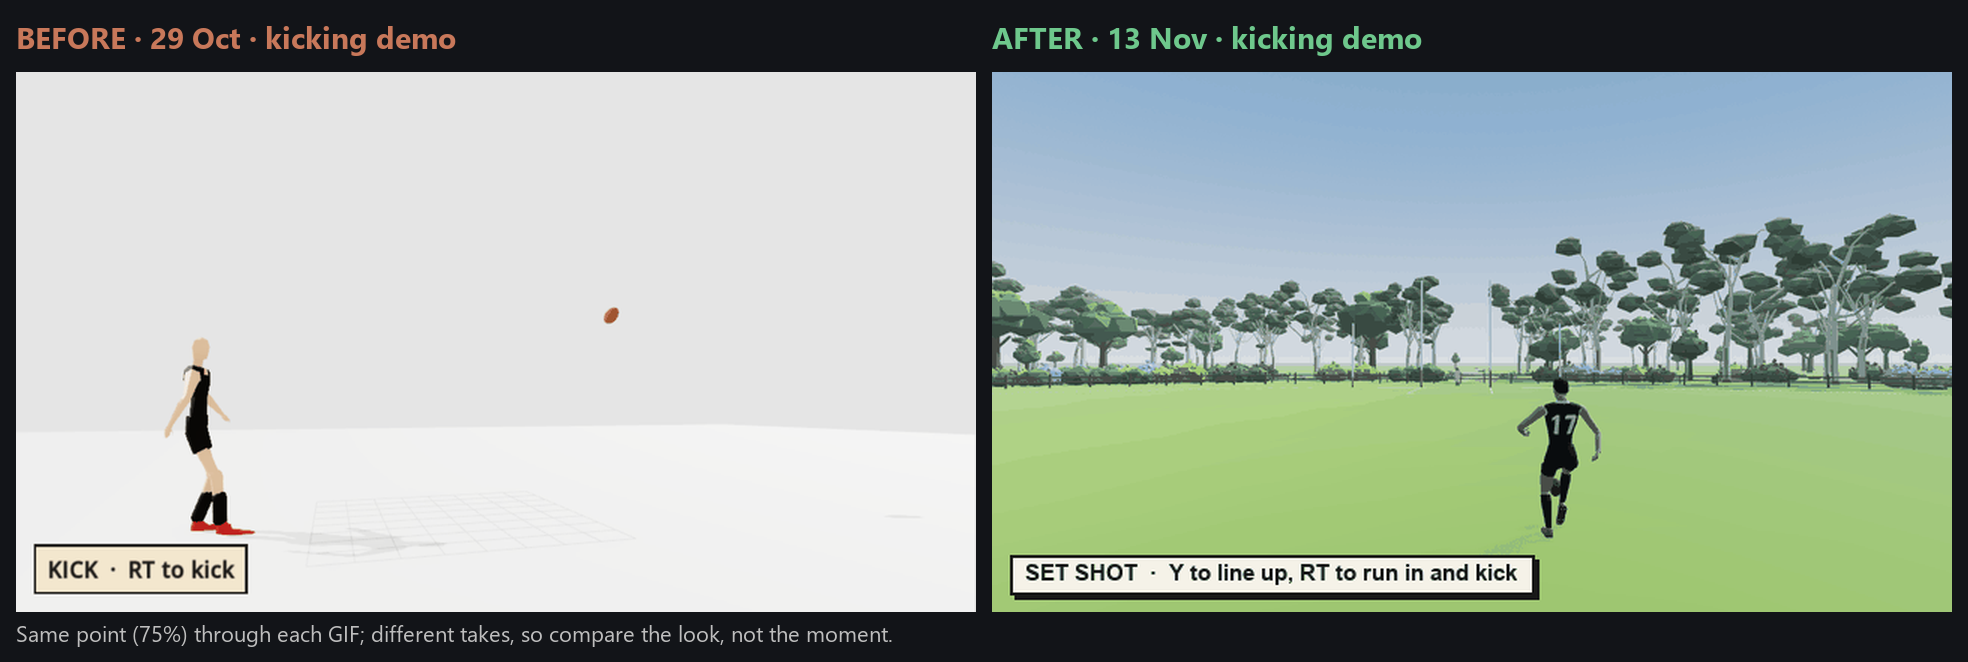 BEFORE · 29 Oct · kicking demo
AFTER · 13 Nov · kicking demo
17
KICK · RT to kick
SET SHOT · Y to line up, RT to run in and kick
Same point (75%) through each GIF; different takes, so compare the look, not the moment.